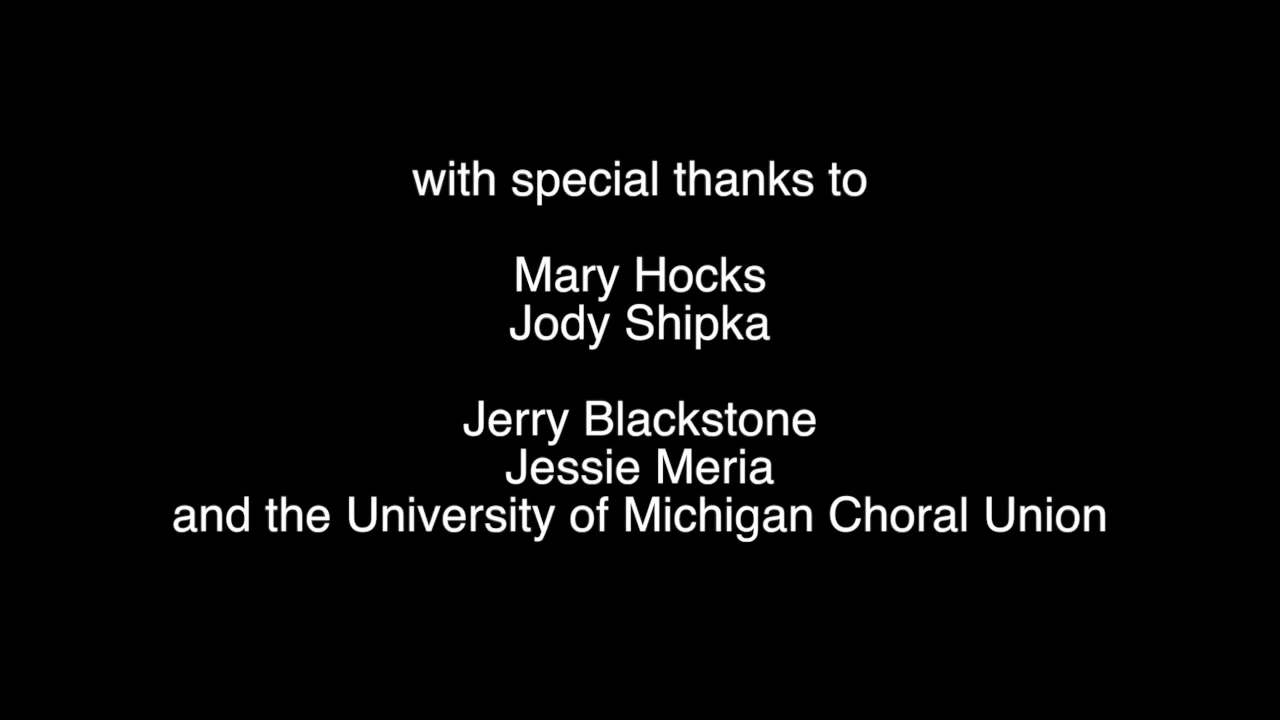 with special thanks to
Mary Hocks
Jody Shipka
Jerry Blackstone
Jessie Meria
and the University of Michigan Choral Union